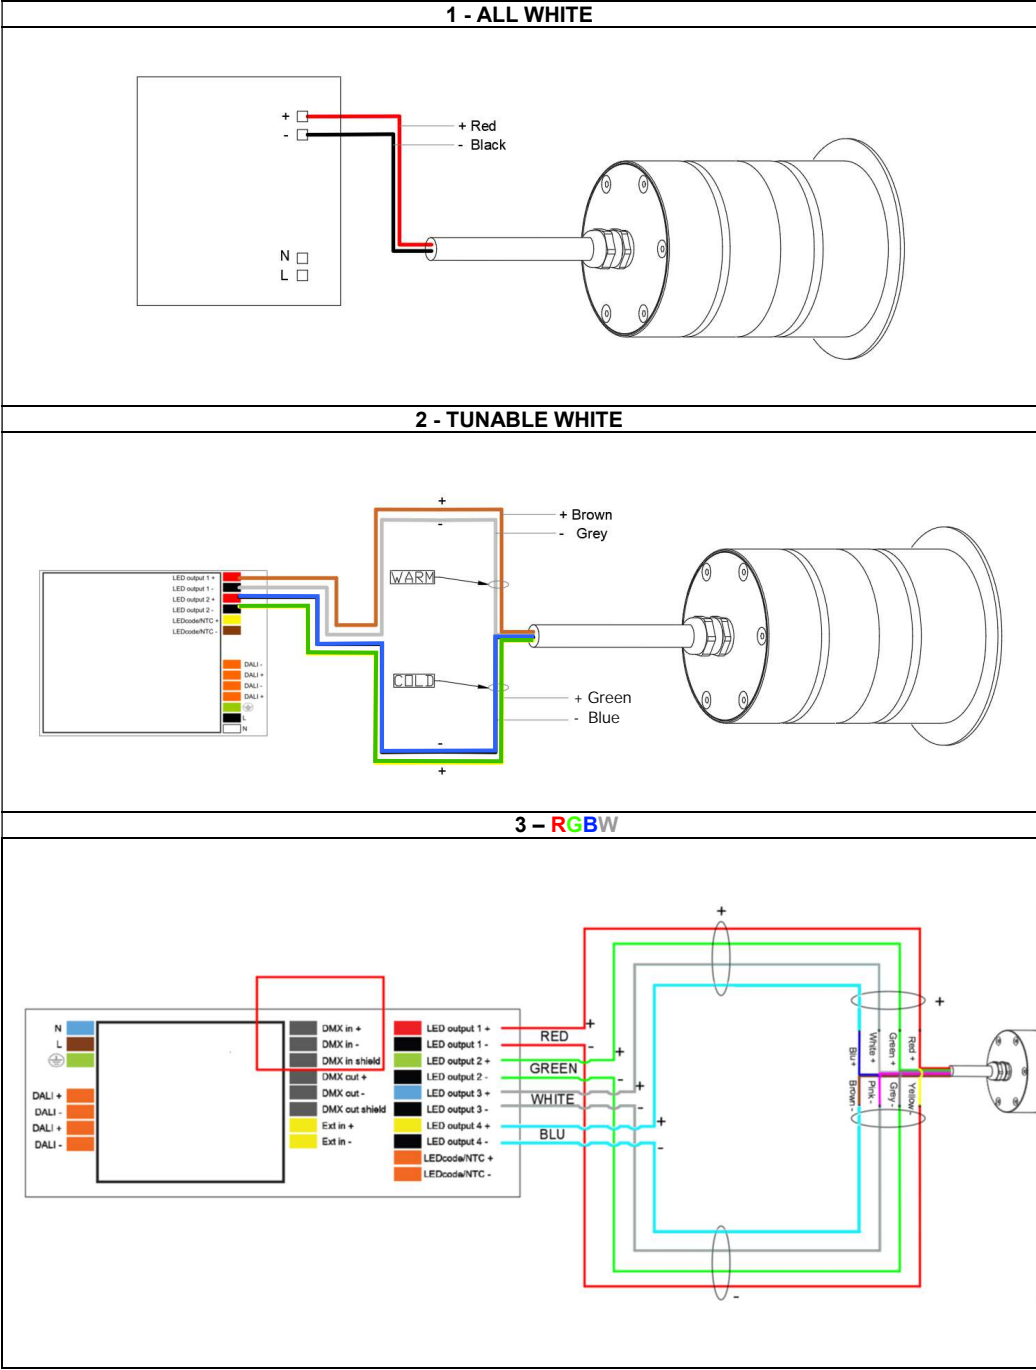 1 - ALL WHITE
+
-
+ Red
- Black
N
L
2 - TUNABLE WHITE
+
-
+ Brown
- Grey
WARM
LED output 1 +
LED output 1 -
LED output 2 +
LED output 2 -
LEDcode/NTC +
LEDcode/NTC -
DALI -
DALI +
DALI -
DALI +
L
N
COLD
+ Green
- Blue
-
+
3 – RGBW
+
N
L
DALI +
DALI -
DALI +
DALI -
DMX in +
DMX in -
DMX in shield
DMX out +
DMX out -
DMX out shield
Ext in +
Ext in -
LED output 1 +
LED output 1 -
LED output 2 +
LED output 2 -
LED output 3 +
LED output 3 -
LED output 4 +
LED output 4 -
LEDcode/NTC +
LEDcode/NTC -
RED
+
-
GREEN
+
-
WHITE
+
-
BLU
+
-
+
Blu+
White +
Green +
Red +
Brown -
Pink -
Grey -
Yellow -
-